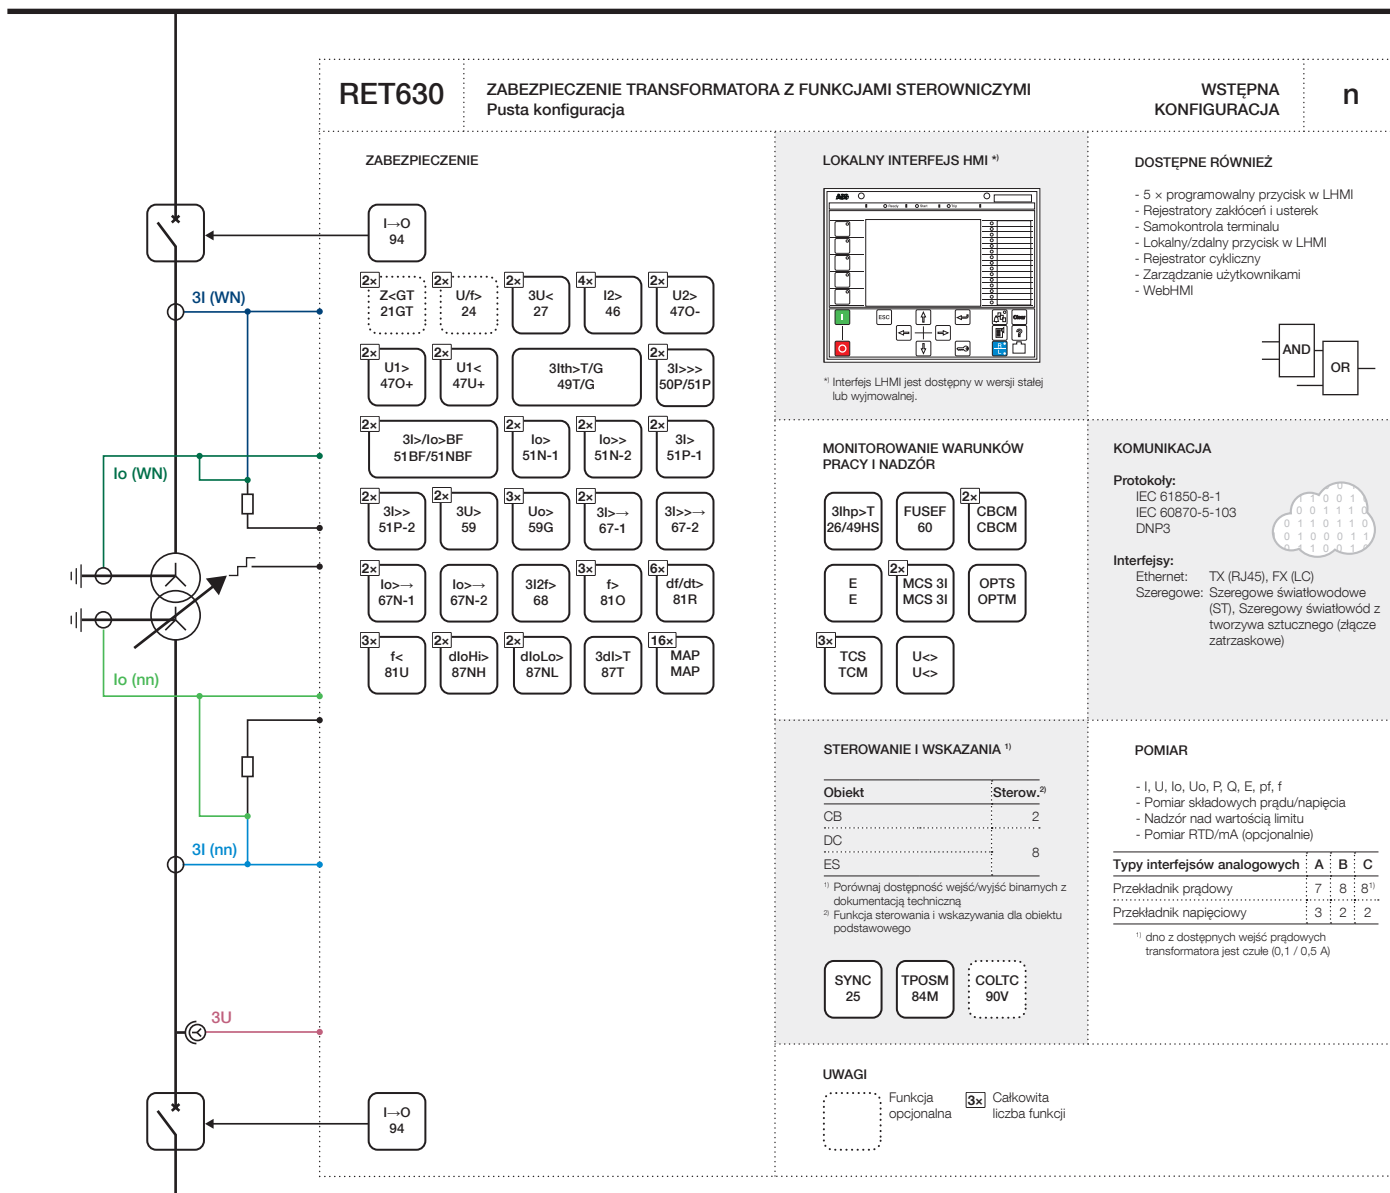 RET630
ZABEZPIECZENIE TRANSFORMATORA Z FUNKCJAMI STEROWNICZYMI
Pusta konfiguracja
WSTĘPNA
KONFIGURACJA
n
ZABEZPIECZENIE
I→O
94
2× Z<GT
21GT
2× U/f>
24
2× 3U<
27
4× I2>
46
2× U2>
47O-
2× U1>
47O+
2× U1<
47U+
3Ith>T/G
49T/G
2× 3I>>>
50P/51P
2× 3I>/Io>BF
51BF/51NBF
2× Io>
51N-1
2× Io>>
51N-2
2× 3I>
51P-1
2× 3I>>
51P-2
2× 3U>
59
3× Uo>
59G
2× 3I>→
67-1
3I>>→
67-2
2× Io>→
67N-1
Io>→
67N-2
3I2f>
68
3× f>
81O
6× df/dt>
81R
3× f<
81U
2× dIoHi>
87NH
2× dIoLo>
87NL
3dI>T
87T
16× MAP
MAP
I→O
94
3I (WN)
Io (WN)
Io (nn)
3I (nn)
3U
LOKALNY INTERFEJS HMI *)
ABB
Ready
Start
Trip
ESC
Clear
R
L
?
*) Interfejs LHMI jest dostępny w wersji stałej
lub wyjmowalnej.
DOSTĘPNE RÓWNIEŻ
- 5 × programowalny przycisk w LHMI
- Rejestratory zakłóceń i usterek
- Samokontrola terminalu
- Lokalny/zdalny przycisk w LHMI
- Rejestrator cykliczny
- Zarządzanie użytkownikami
- WebHMI
AND
OR
MONITOROWANIE WARUNKÓW
PRACY I NADZÓR
3Ihp>T
26/49HS
FUSEF
60
2× CBCM
CBCM
E
E
2× MCS 3I
MCS 3I
OPTS
OPTM
3× TCS
TCM
U<>
U<>
KOMUNIKACJA
Protokoły:
IEC 61850-8-1
IEC 60870-5-103
DNP3
Interfejsy:
Ethernet: TX (RJ45), FX (LC)
Szeregowe: Szeregowe światłowodowe
(ST), Szeregowy światłowód z
tworzywa sztucznego (złącze
zatrzaskowe)
STEROWANIE I WSKAZANIA 1)
Obiekt Sterow.2)
CB 2
DC
8
ES
1) Porównaj dostępność wejść/wyjść binarnych z
dokumentacją techniczną
2) Funkcja sterowania i wskazywania dla obiektu
podstawowego
SYNC
25
TPOSM
84M
COLTC
90V
POMIAR
- I, U, Io, Uo, P, Q, E, pf, f
- Pomiar składowych prądu/napięcia
- Nadzór nad wartością limitu
- Pomiar RTD/mA (opcjonalnie)
Typy interfejsów analogowych A B C
Przekładnik prądowy 7 8 8 1)
Przekładnik napięciowy 3 2 2
1) dno z dostępnych wejść prądowych
transformatora jest czułe (0,1 / 0,5 A)
UWAGI
Funkcja
opcjonalna
3× Całkowita
liczba funkcji